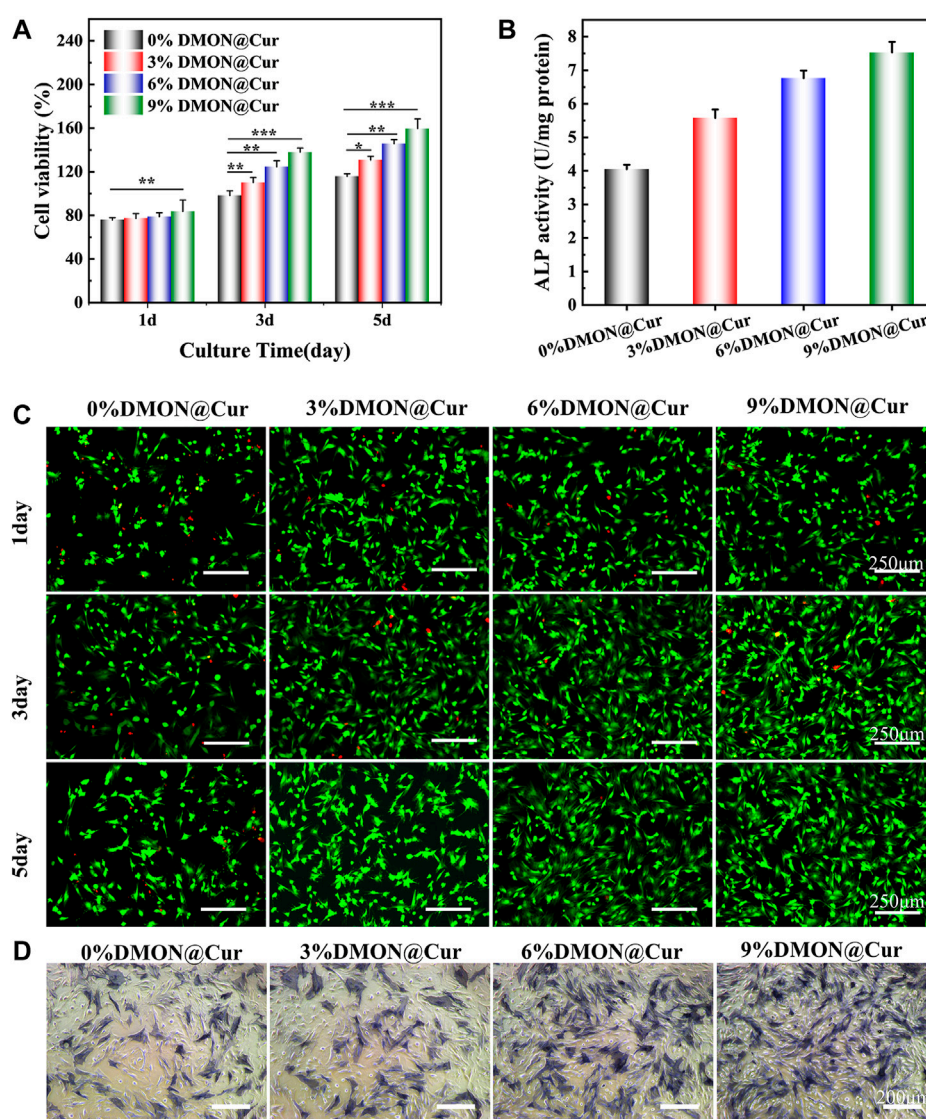 A
240
200
160
120
80
40
0
Cell viability (%)
0% DMON@Cur
3% DMON@Cur
6% DMON@Cur
9% DMON@Cur
**
***
**
**
***
**
*
1d
3d
5d
Culture Time(day)
B
8
7
6
5
4
3
2
1
0
ALP activity (U/mg protein)
0%DMON@Cur
3%DMON@Cur
6%DMON@Cur
9%DMON@Cur
C
0%DMON@Cur
3%DMON@Cur
6%DMON@Cur
9%DMON@Cur
1day
250μm
3day
250μm
5day
250μm
D
0%DMON@Cur
3%DMON@Cur
6%DMON@Cur
9%DMON@Cur
200μm